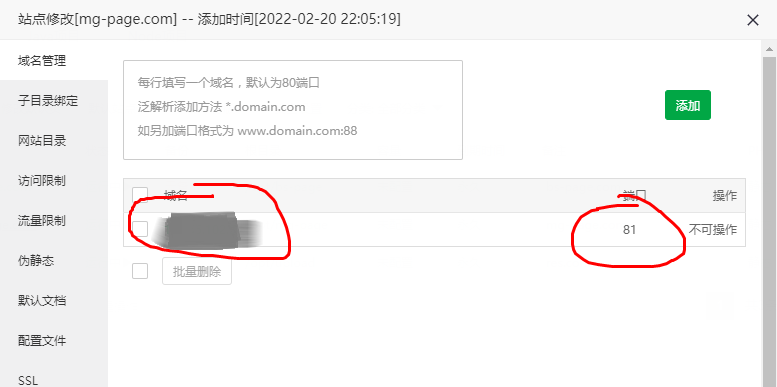 站点修改[mg-page.com] -- 添加时间[2022-02-20 22:05:19]
域名管理
子目录绑定
网站目录
访问限制
流量限制
伪静态
默认文档
配置文件
SSL
每行填写一个域名，默认为80端口
泛解析添加方法 *.domain.com
如另加端口格式为 www.domain.com:88
添加
域名 端口 操作
81 不可操作
批量删除